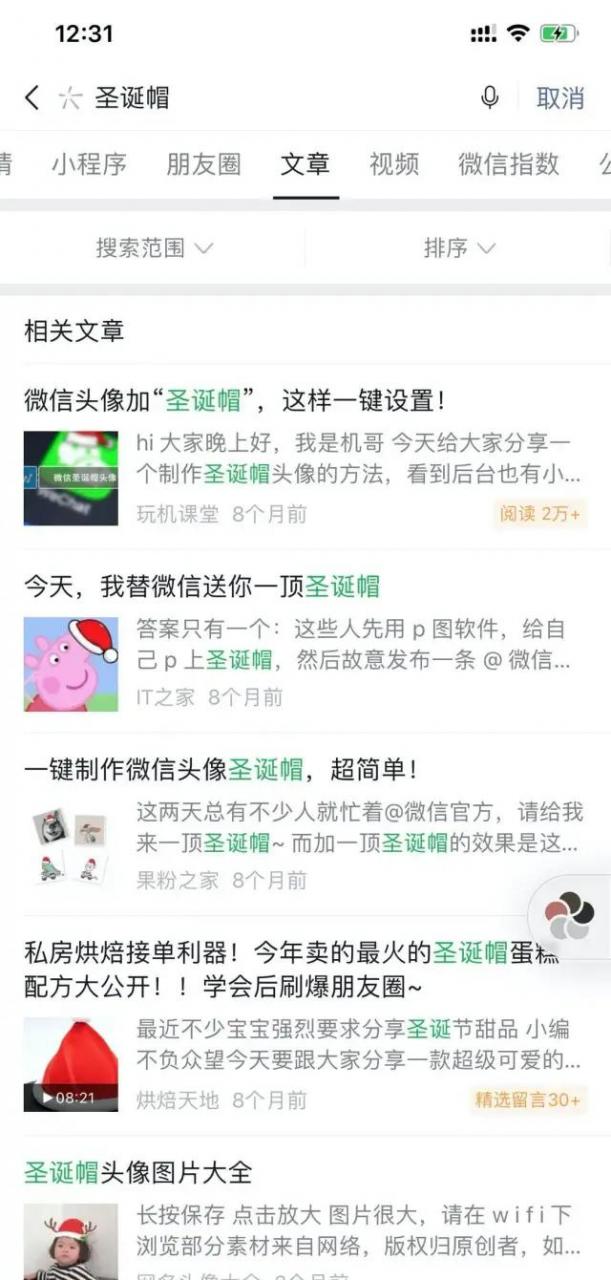 12:31
圣诞帽
取消
小程序 朋友圈 文章 视频 微信指数
搜索范围 排序
相关文章
微信头像加“圣诞帽”，这样一键设置！
hi 大家晚上好，我是机哥 今天给大家分享一
个制作圣诞帽头像的方法，看到后台也有小...
微信圣诞帽头像
玩机课堂 8个月前
阅读 2万+
今天，我替微信送你一顶圣诞帽
答案只有一个：这些人先用 p 图软件，给自
己 p 上圣诞帽，然后故意发布一条 @ 微信...
IT之家 8个月前
一键制作微信头像圣诞帽，超简单！
这两天总有不少人就忙着@微信官方，请给我
来一顶圣诞帽~ 而加一顶圣诞帽的效果是这...
果粉之家 8个月前
私房烘焙接单利器！今年卖的最火的圣诞帽蛋糕
配方大公开！！学会后刷爆朋友圈~
最近不少宝宝强烈要求分享圣诞节甜品 小编
不负众望今天要跟大家分享一款超级可爱的...
08:21
烘焙天地 8个月前
精选留言30+
圣诞帽头像图片大全
长按保存 点击放大 图片很大，请在 w i f i 下
浏览部分素材来自网络，版权归原创者，如...